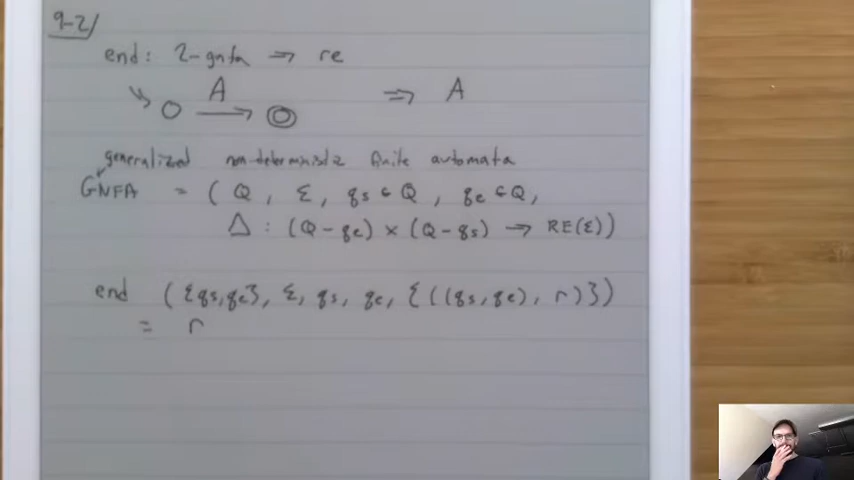 9-2/
end: 2-gnfa ⇒ re
A ⇒ A
generalized non-deterministic finite automata
GNFA = (Q, Σ, qs ∈ Q, qe ∈ Q,
Δ : (Q-qe) × (Q-qs) → RE(Σ))
end ({qs,qe}, Σ, qs, qe, {((qs,qe), r)})
= r